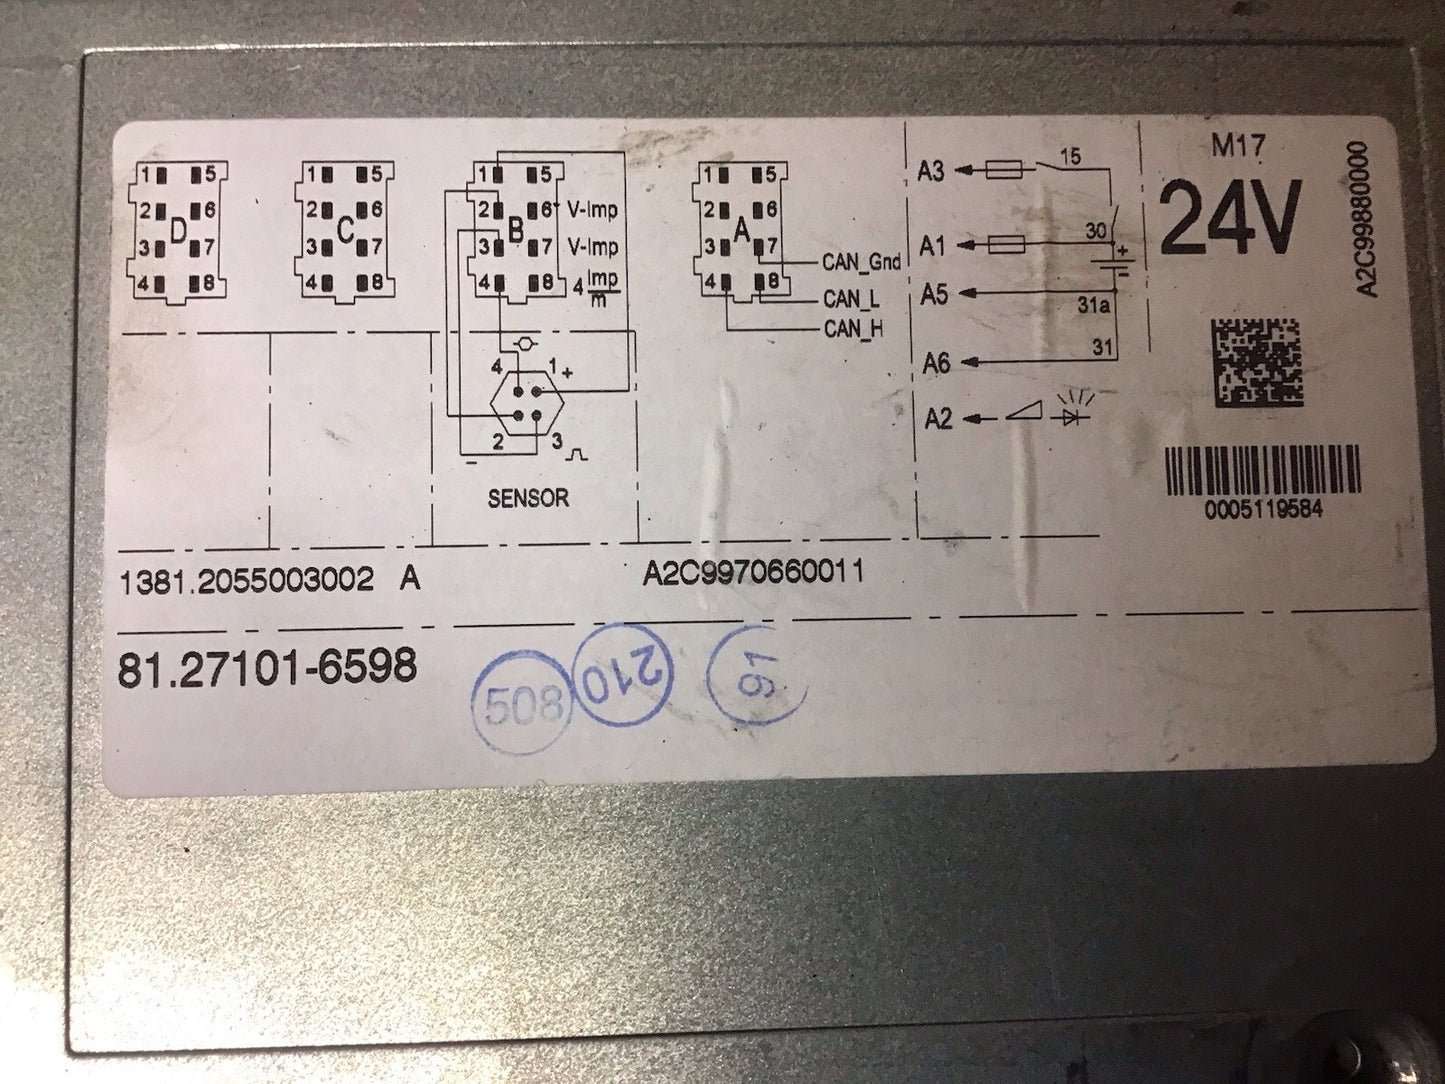 1 5
2 6
D
3 7
4 8
1 5
2 6
C
3 7
4 8
1 5
2 6 V-Imp
B
3 7 V-Imp
4 8 4 Imp
m
4 1 +
2 3
−
SENSOR
1 5
2 6
A
3 7
4 8
CAN_Gnd
CAN_L
CAN_H
A3 15
A1 30
+
−
A5 31a
A6 31
A2
M17
24V
A2C99880000
0005119584
1381.2055003002 A
A2C9970660011
81.27101-6598
508
210
91